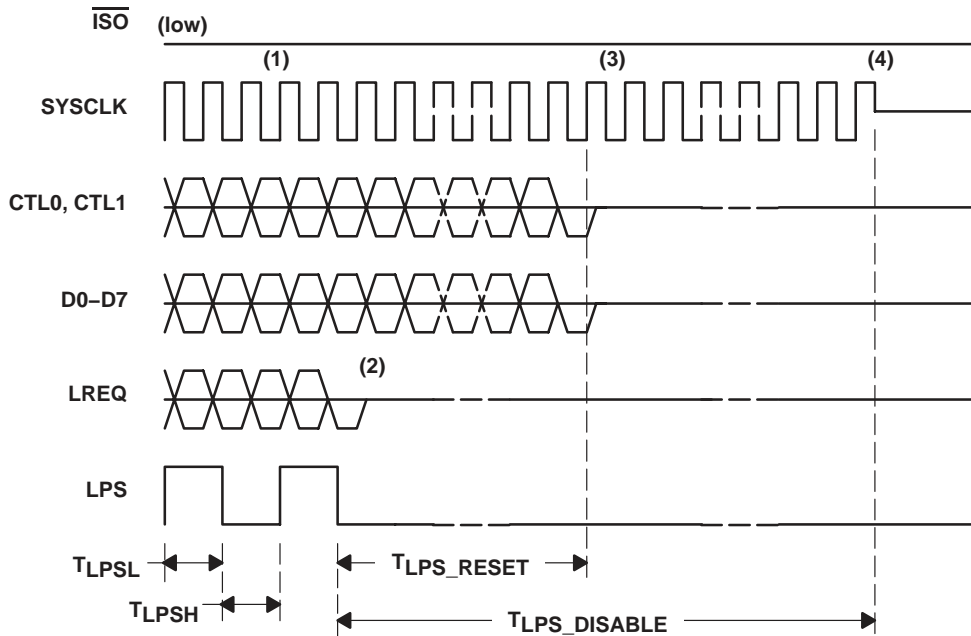 ISO (low)
(1) (3) (4)
SYSCLK
CTL0, CTL1
D0–D7
(2)
LREQ
LPS
TLPSL TLPS_RESET
TLPSH TLPS_DISABLE